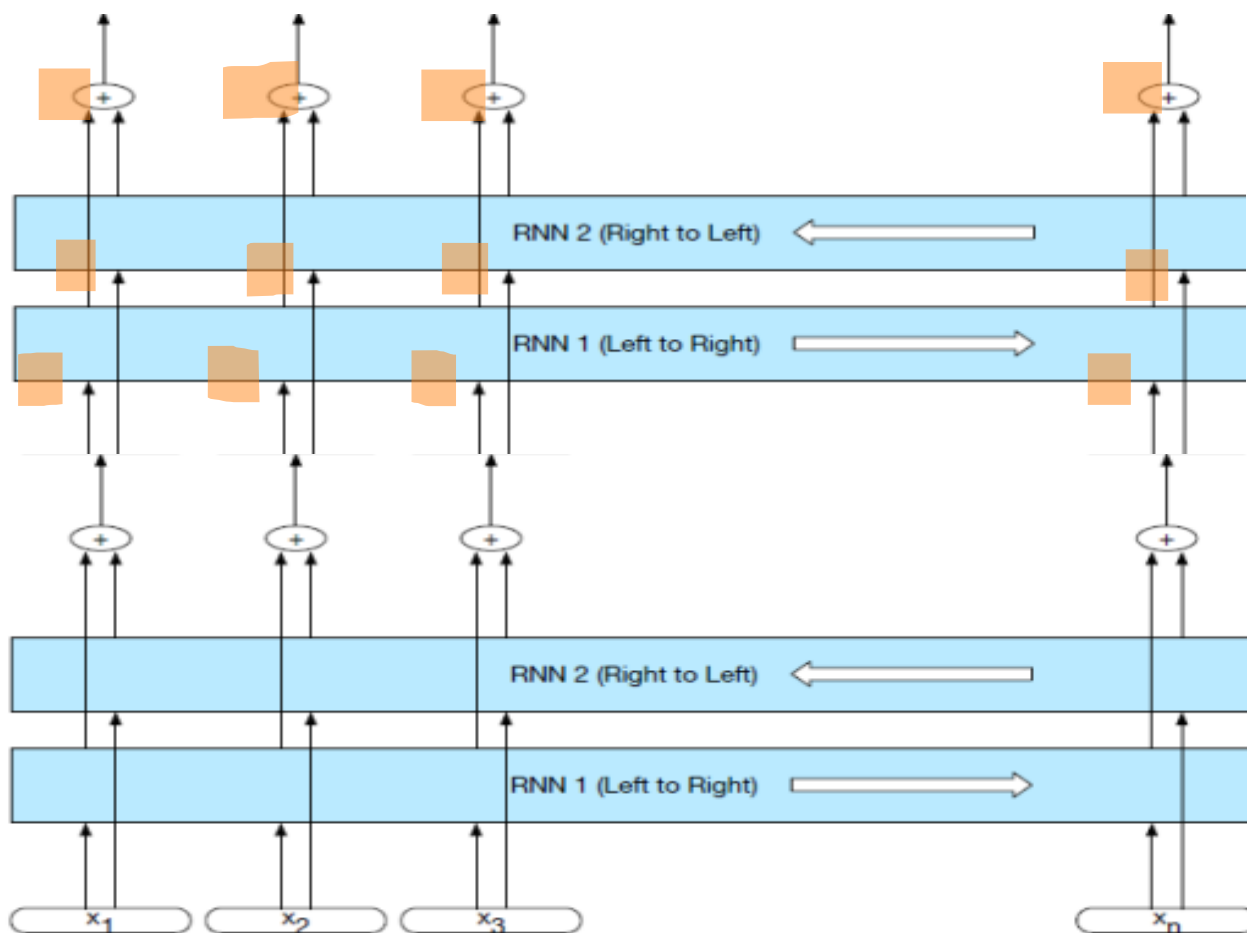 + + + +
RNN 2 (Right to Left)
RNN 1 (Left to Right)
+ + + +
RNN 2 (Right to Left)
RNN 1 (Left to Right)
x1 x2 x3 xn